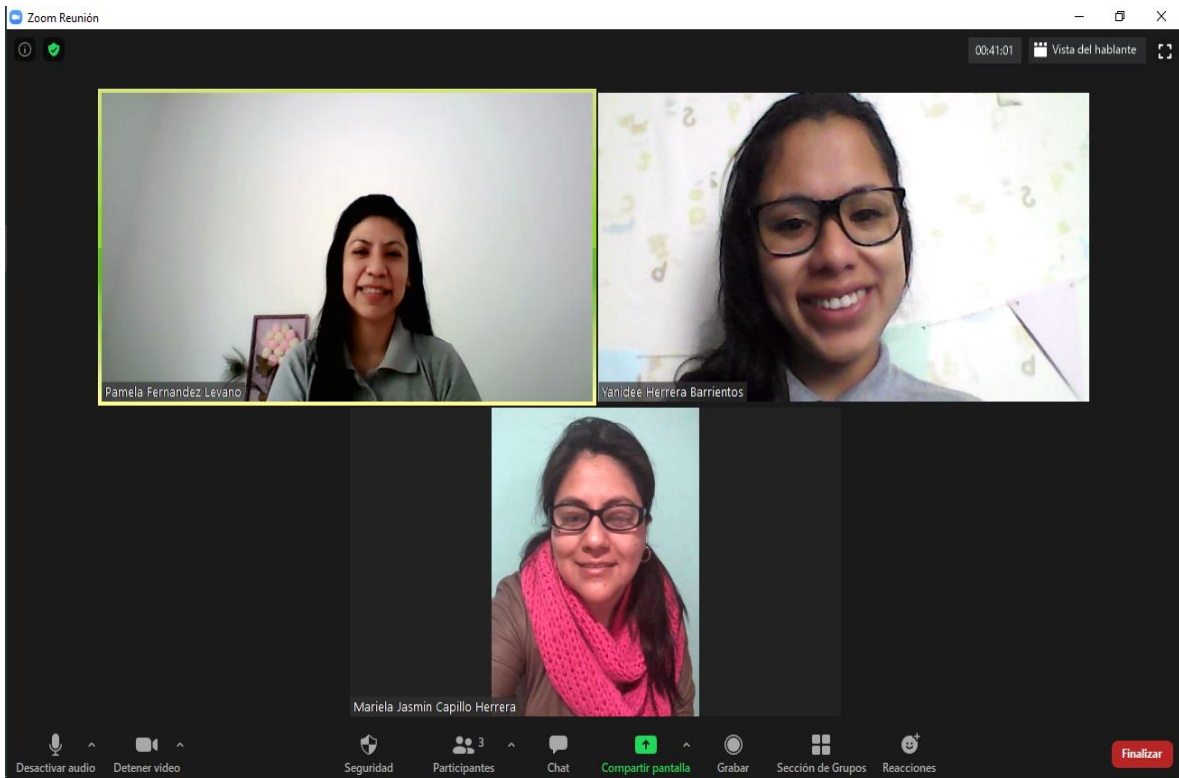 Zoom Reunión
00:41:01
Vista del hablante
Pamela Fernandez Levano
Yanidee Herrera Barrientos
Mariela Jasmin Capillo Herrera
Desactivar audio
Detener video
Seguridad
3
Participantes
Chat
Compartir pantalla
Grabar
Sección de Grupos
Reacciones
Finalizar